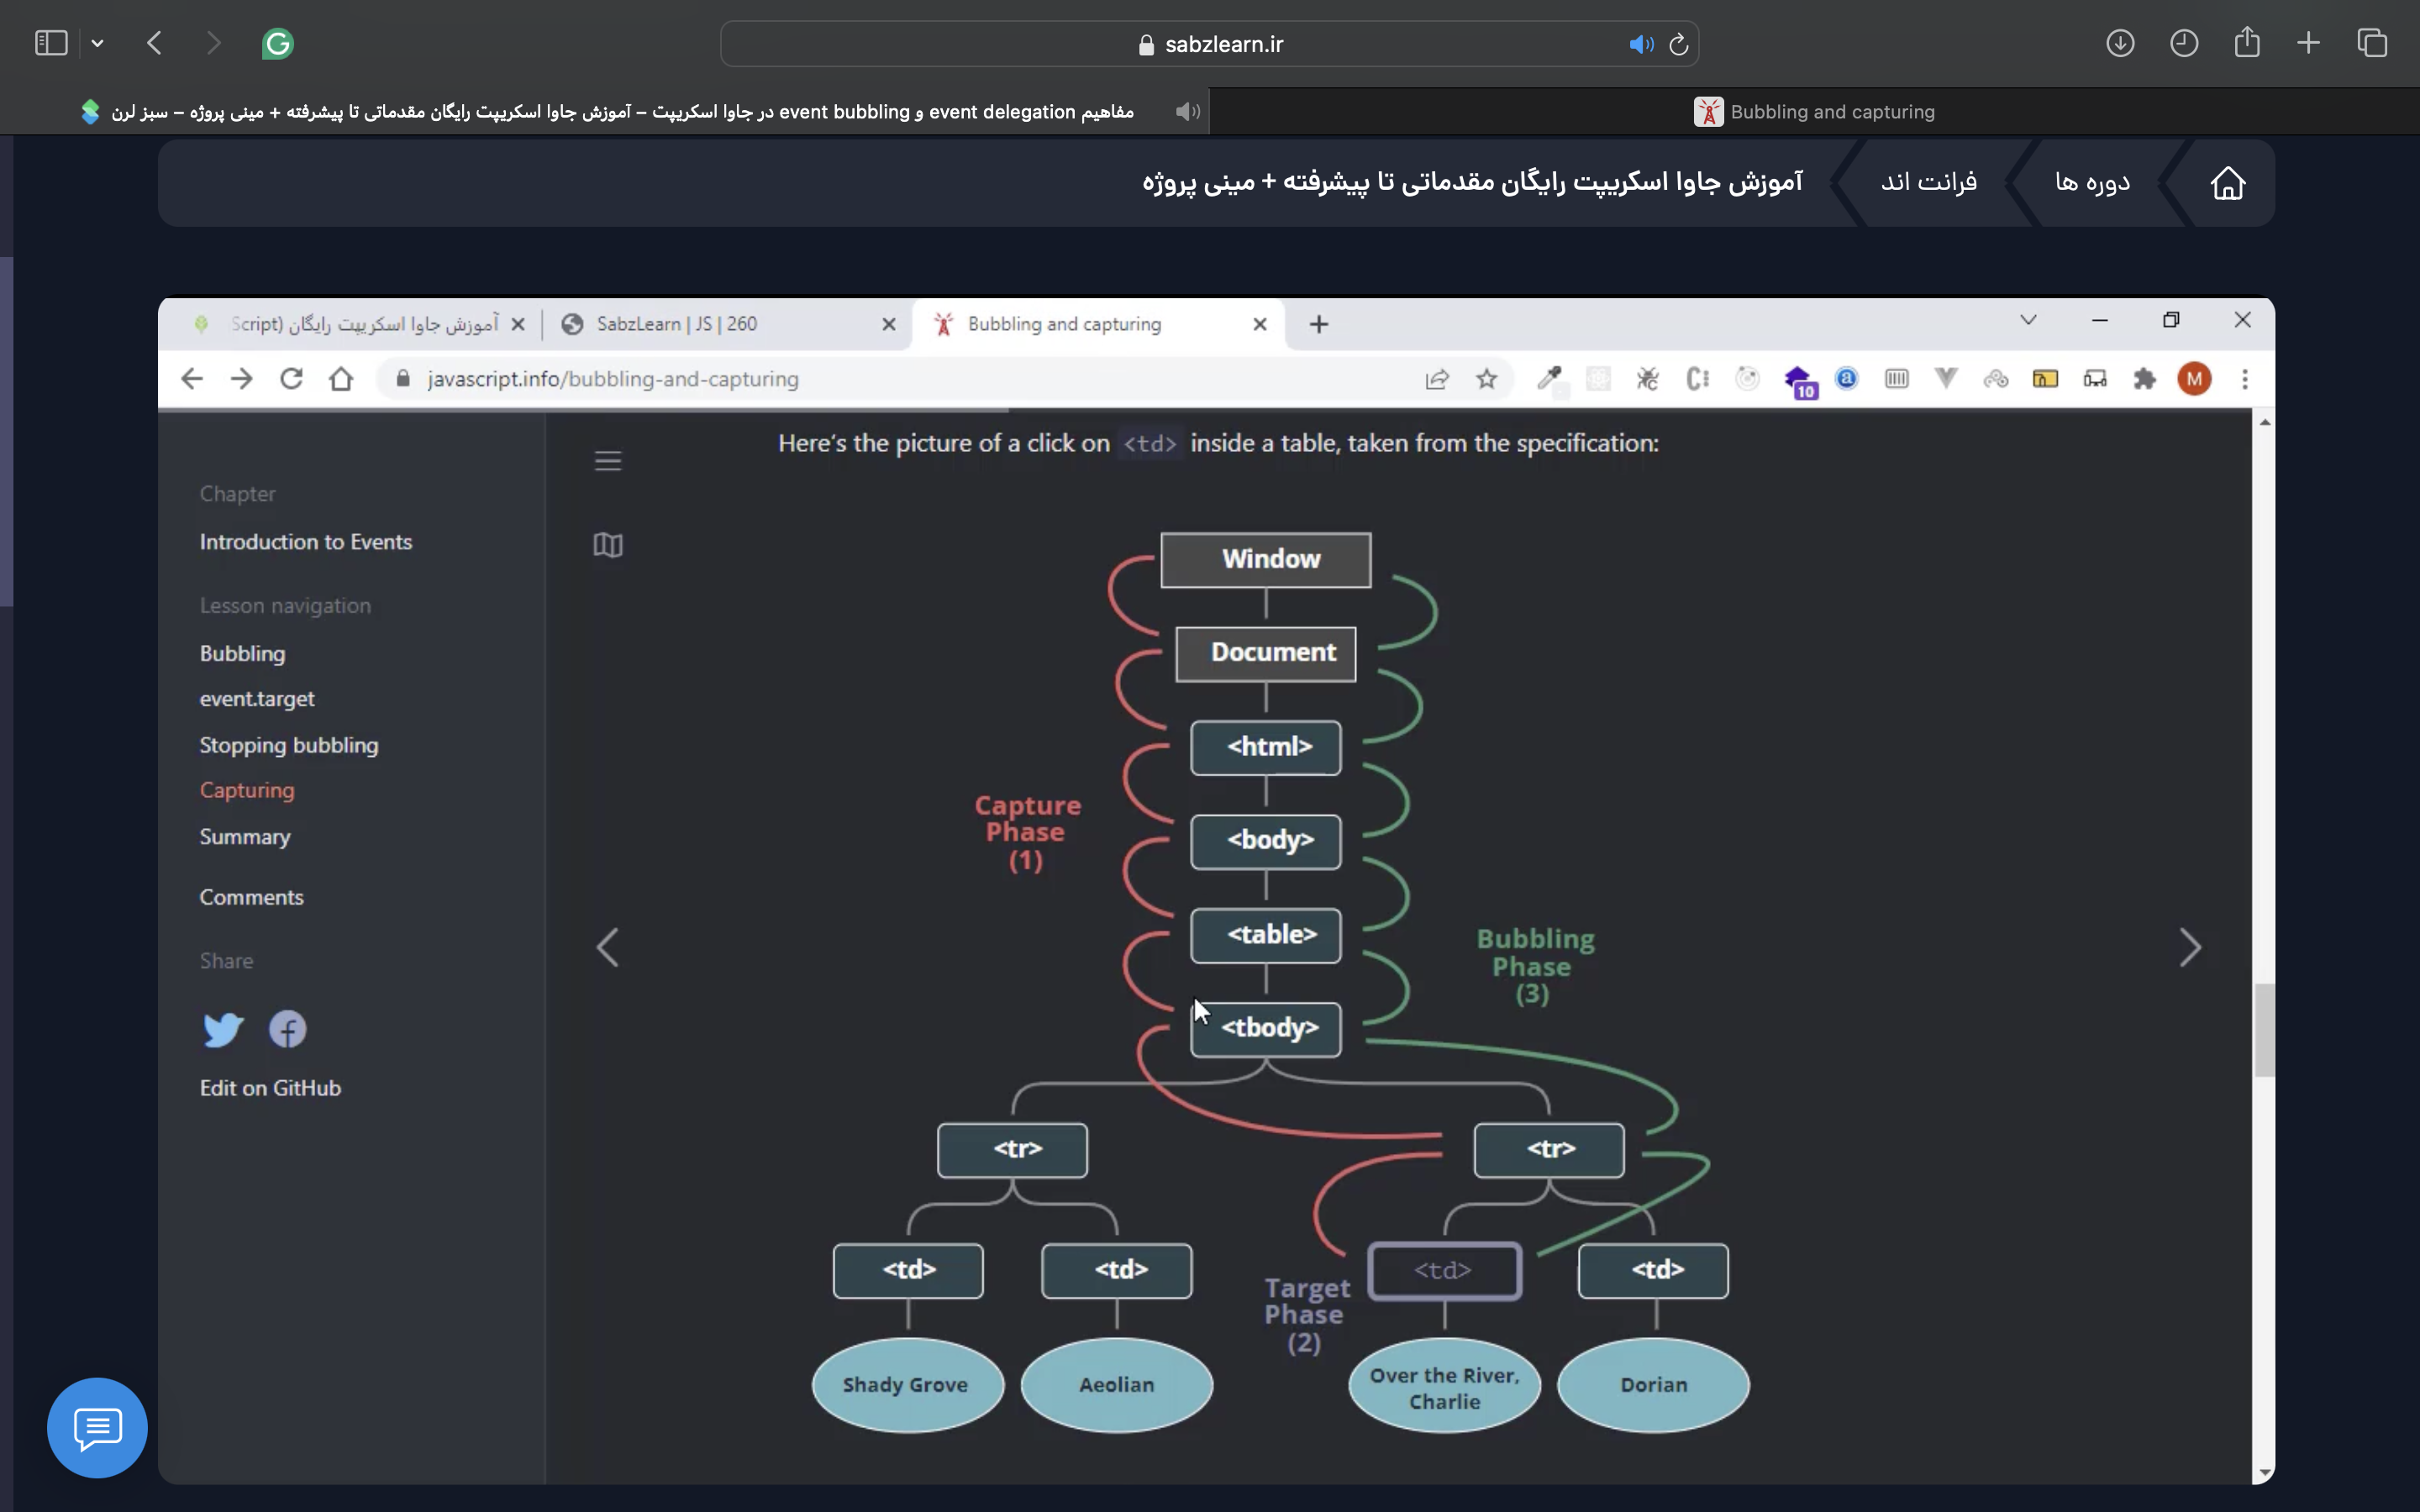 sabzlearn.ir
مفاهیم event delegation و event bubbling در جاوا اسکریپت – آموزش جاوا اسکریپت رایگان مقدماتی تا پیشرفته + مینی پروژه – سبز لرن
Bubbling and capturing
دوره ها
فرانت اند
آموزش جاوا اسکریپت رایگان مقدماتی تا پیشرفته + مینی پروژه
آموزش جاوا اسکریپت رایگان (Script
SabzLearn | JS | 260
Bubbling and capturing
javascript.info/bubbling-and-capturing
10
M
Here's the picture of a click on <td> inside a table, taken from the specification:
Chapter
Introduction to Events
Lesson navigation
Bubbling
event.target
Stopping bubbling
Capturing
Summary
Comments
Share
Edit on GitHub
Window
Document
<html>
<body>
<table>
<tbody>
Capture
Phase
(1)
Bubbling
Phase
(3)
<tr>
<tr>
<td>
<td>
<td>
<td>
Target
Phase
(2)
Shady Grove
Aeolian
Over the River,
Charlie
Dorian